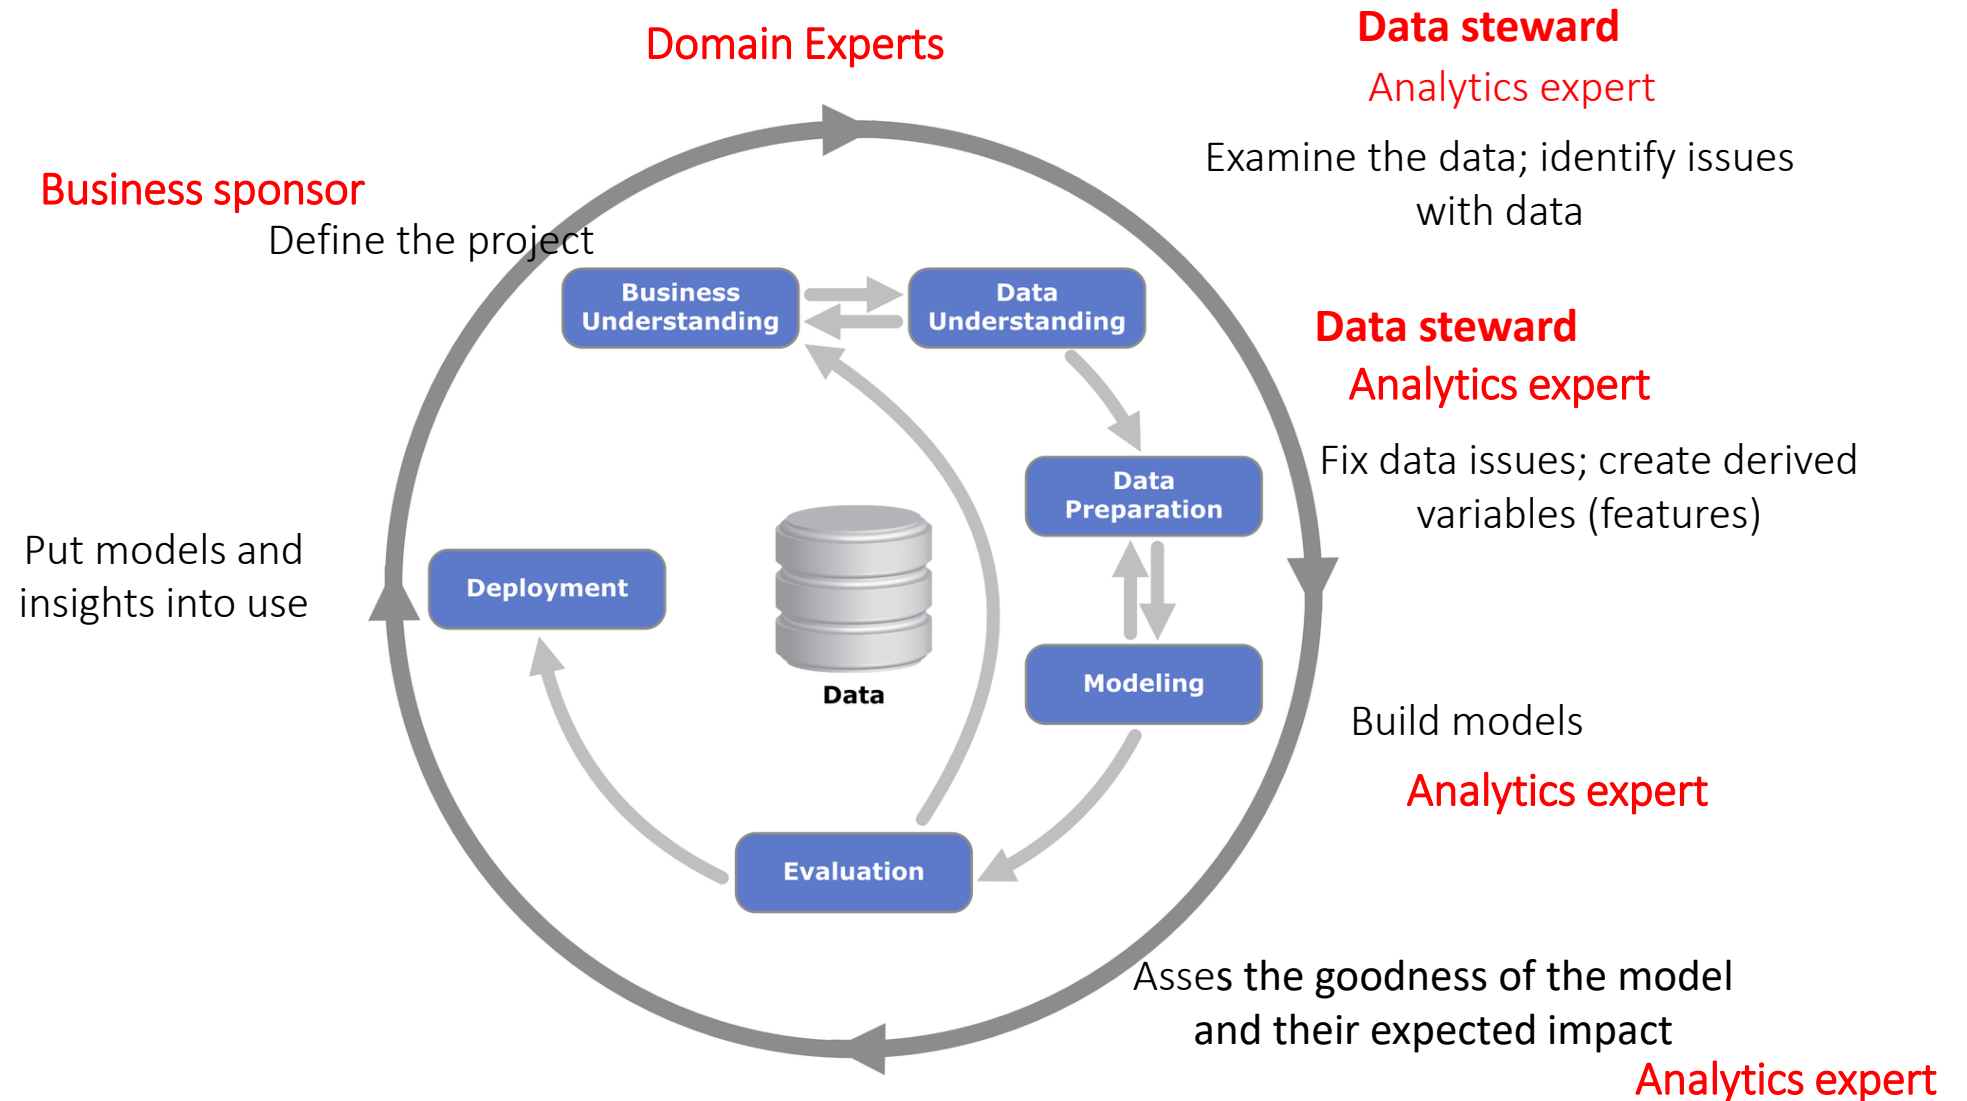 Domain Experts
Data steward
Analytics expert
Examine the data; identify issues
with data
Business sponsor
Define the project
Business
Understanding
Data
Understanding
Data steward
Analytics expert
Fix data issues; create derived
variables (features)
Data
Preparation
Put models and
insights into use
Deployment
Data
Modeling
Build models
Analytics expert
Evaluation
Asses the goodness of the model
and their expected impact
Analytics expert